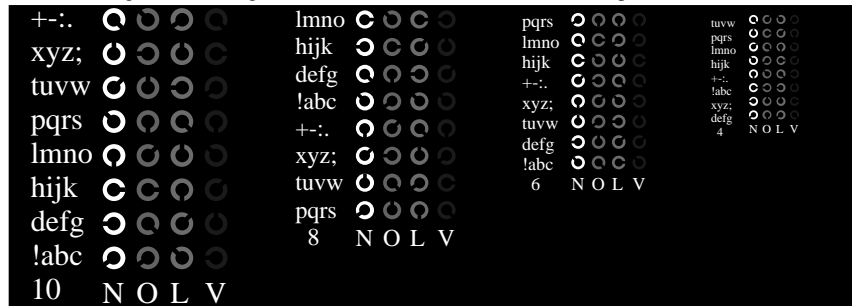 +-:.
xyz;
tuvw
pqrs
lmno
hijk
defg
!abc
10 N O L V
lmno
hijk
defg
!abc
+-:.
xyz;
tuvw
pqrs
8 N O L V
pqrs
lmno
hijk
+-:.
xyz;
tuvw
defg
!abc
6 N O L V
tuvw
pqrs
lmno
hijk
+-:.
!abc
xyz;
defg
4 N O L V